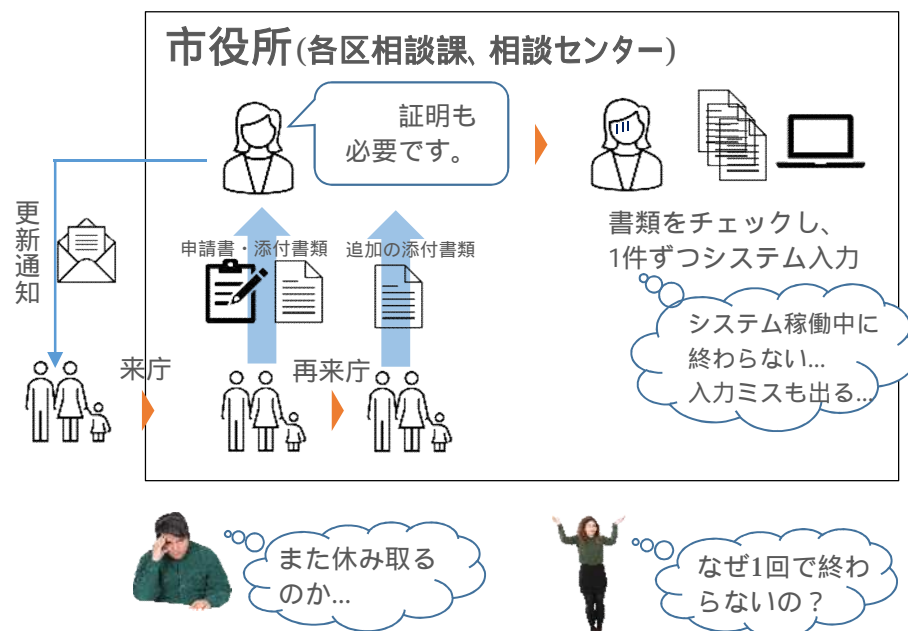 市役所(各区相談課、相談センター)
証明も
必要です。
更新通知
申請書・添付書類
追加の添付書類
書類をチェックし、
1件ずつシステム入力
システム稼働中に
終わらない...
入力ミスも出る...
来庁
再来庁
また休み取る
のか...
なぜ1回で終わ
らないの？